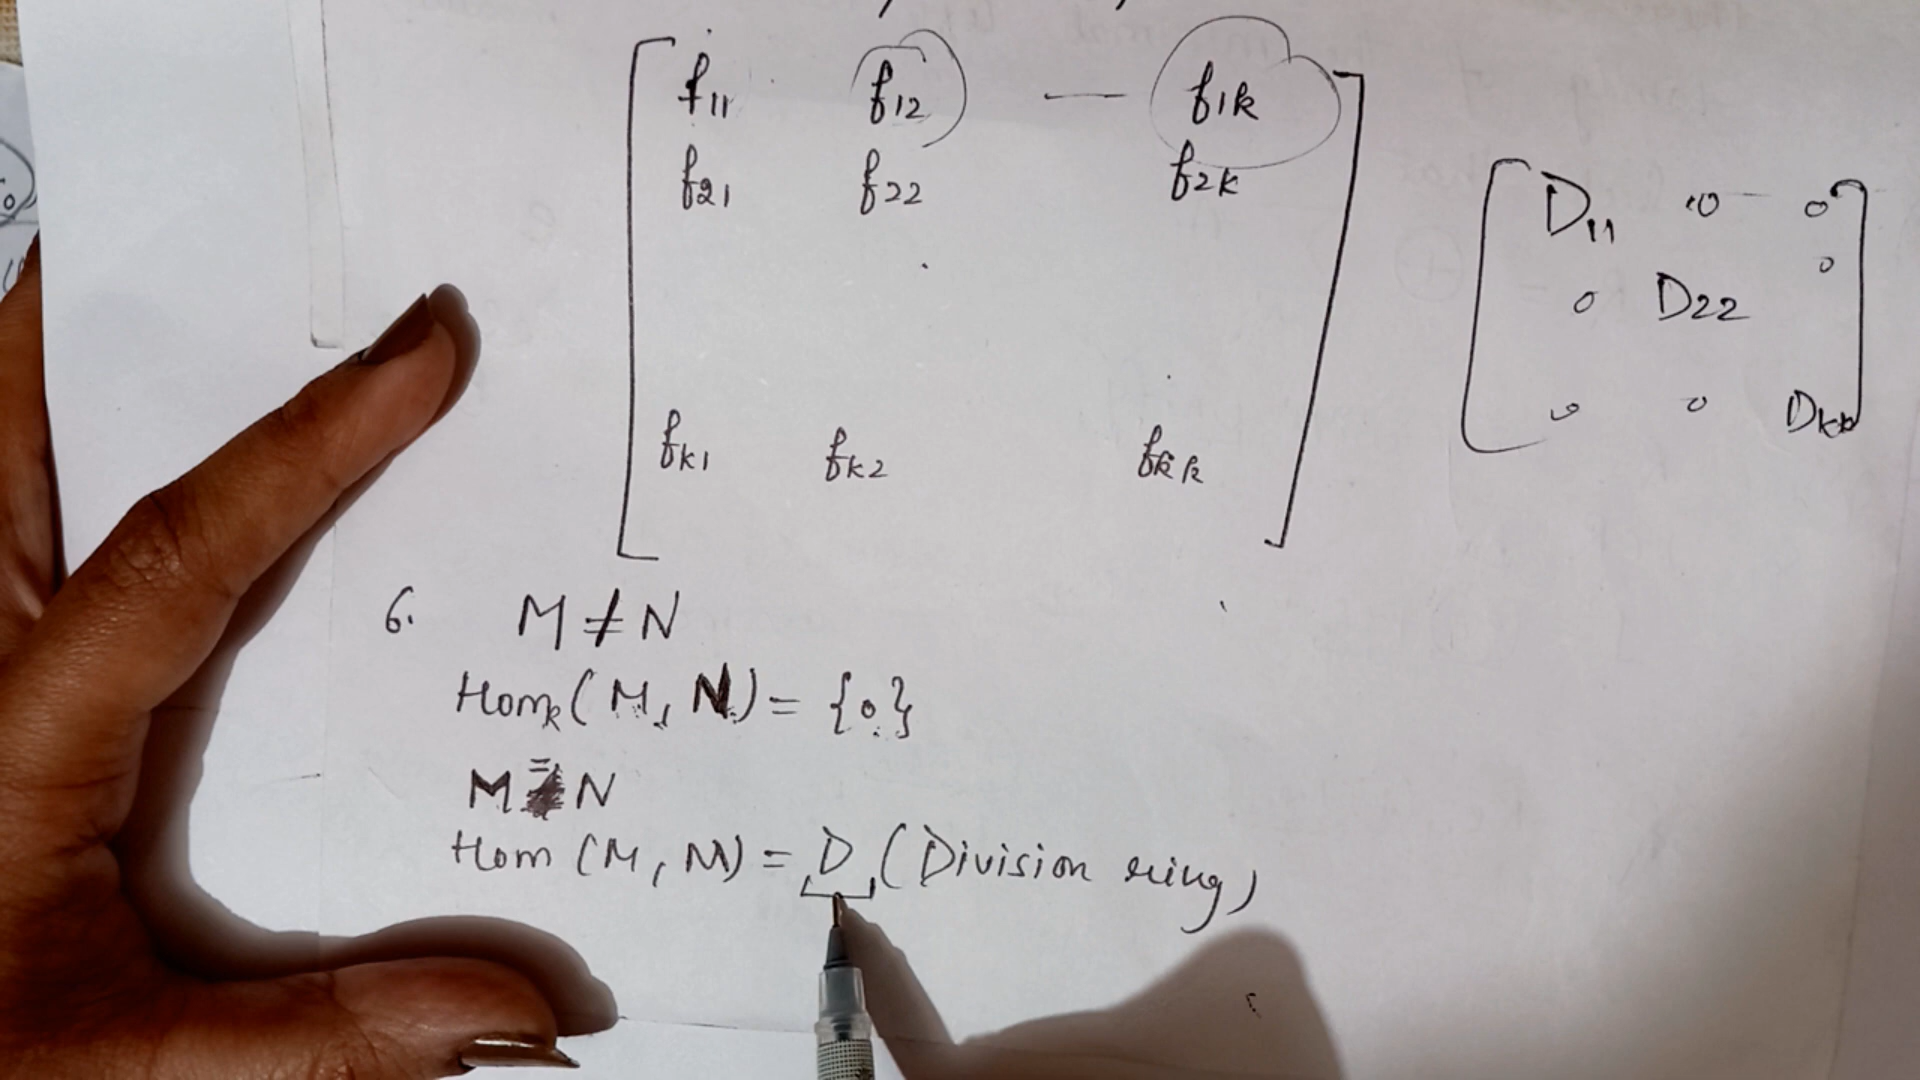 f11 f12 — f1k
f21 f22 f2k
fk1 fk2 fkk
D11 0 0
0
0 D22
0 0 Dkk
6. M ≠ N
Homk(M, N) = {0}
M = N
Hom (M, M) = D (Division ring)